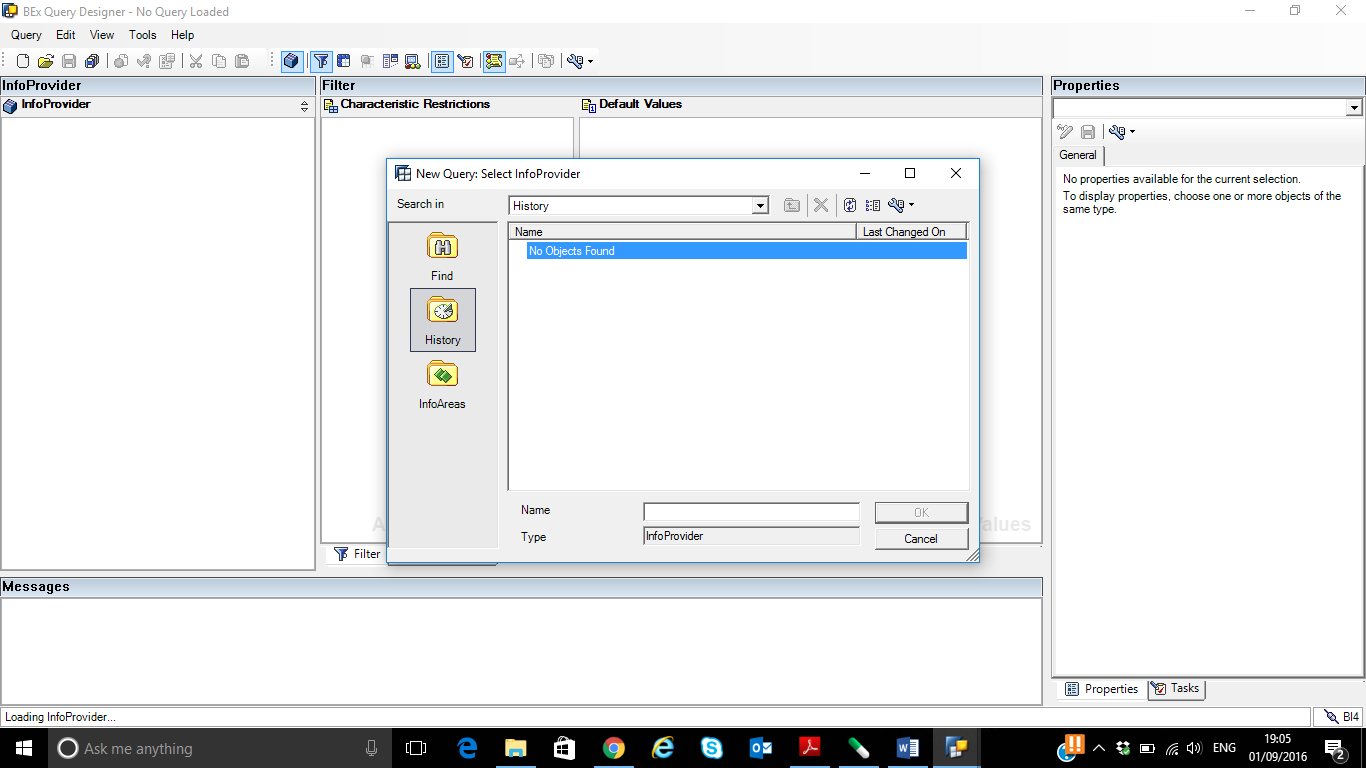 BEx Query Designer - No Query Loaded
Query Edit View Tools Help
InfoProvider
InfoProvider
Filter
Characteristic Restrictions
Default Values
Properties
General
No properties available for the current selection.
To display properties, choose one or more objects of the
same type.
New Query: Select InfoProvider
Search in
History
Name
Last Changed On
No Objects Found
Find
History
InfoAreas
Name
OK
Type
InfoProvider
Cancel
A
alues
Filter
Messages
Properties
Tasks
Loading InfoProvider...
BI4
Ask me anything
ENG
19:05
01/09/2016
2